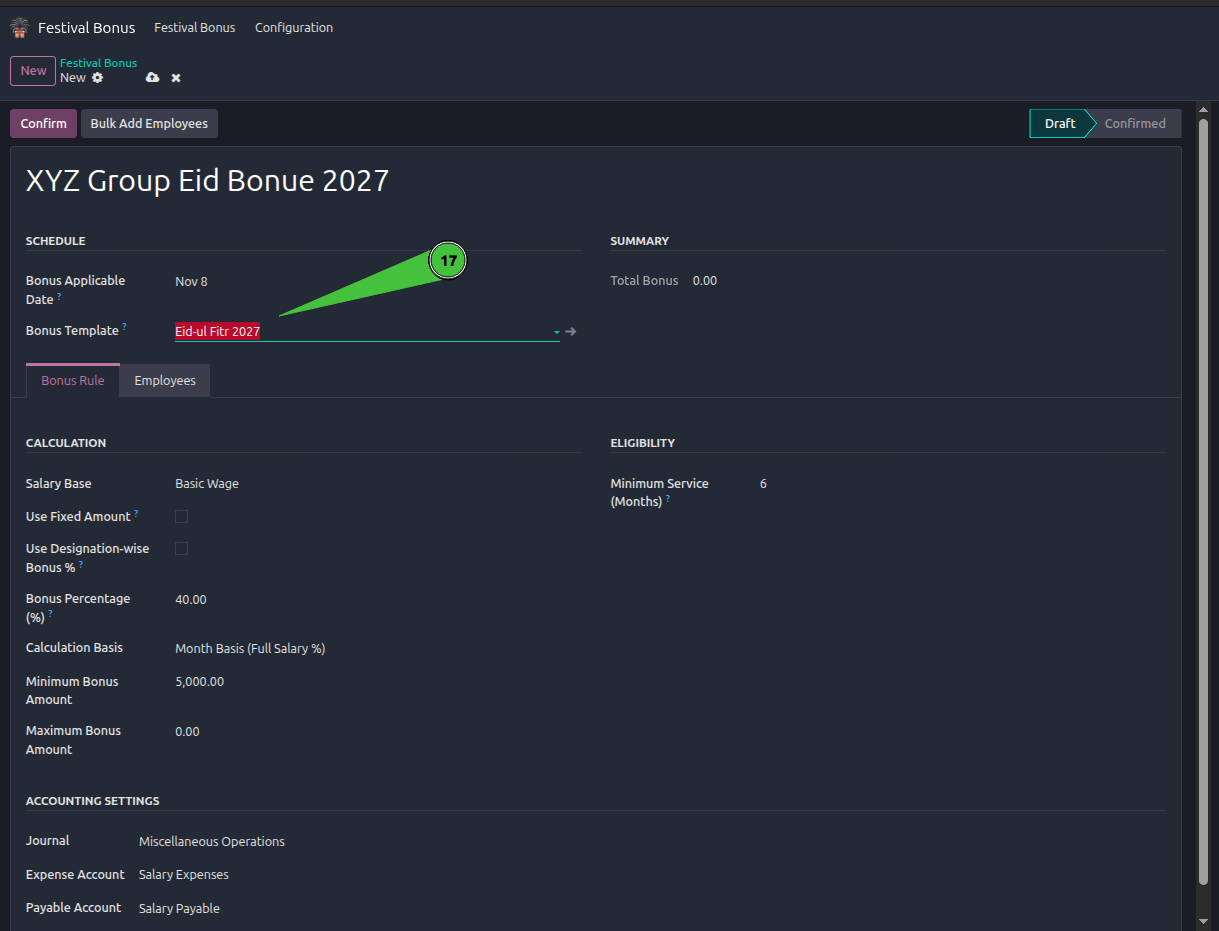 Festival Bonus Festival Bonus Configuration
New Festival Bonus
New
Confirm Bulk Add Employees Draft Confirmed
XYZ Group Eid Bonue 2027
SCHEDULE SUMMARY
17
Bonus Applicable Date ? Nov 8 Total Bonus 0.00
Bonus Template ? Eid-ul Fitr 2027
Bonus Rule Employees
CALCULATION ELIGIBILITY
Salary Base Basic Wage Minimum Service
(Months) ? 6
Use Fixed Amount ?
Use Designation-wise
Bonus % ?
Bonus Percentage
(%) ? 40.00
Calculation Basis Month Basis (Full Salary %)
Minimum Bonus
Amount 5,000.00
Maximum Bonus
Amount 0.00
ACCOUNTING SETTINGS
Journal Miscellaneous Operations
Expense Account Salary Expenses
Payable Account Salary Payable